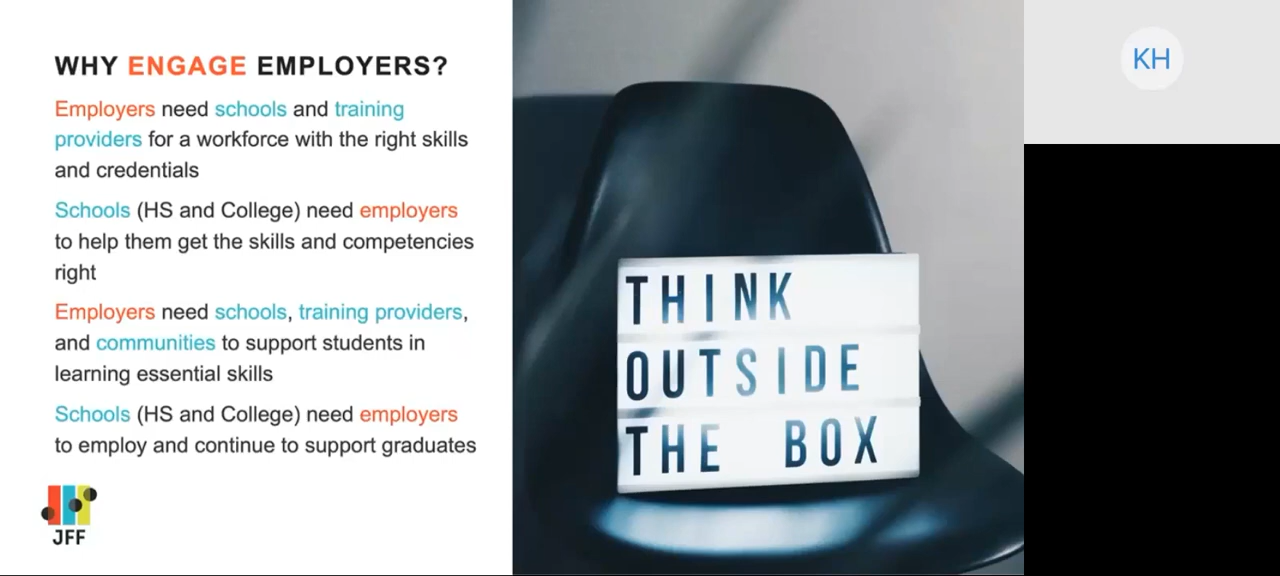 WHY ENGAGE EMPLOYERS?
Employers need schools and training
providers for a workforce with the right skills
and credentials
Schools (HS and College) need employers
to help them get the skills and competencies
right
Employers need schools, training providers,
and communities to support students in
learning essential skills
Schools (HS and College) need employers
to employ and continue to support graduates
JFF
THINK
OUTSIDE
THE BOX
KH